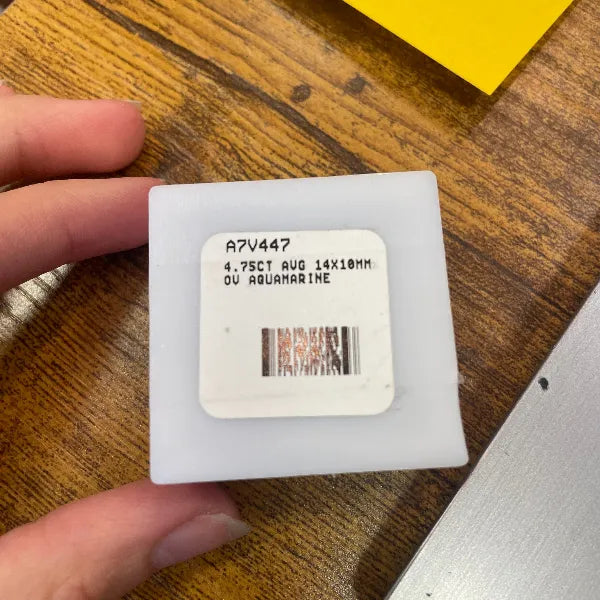 A7V447
4.75CT AVG 14X10MM
OV AQUAMARINE